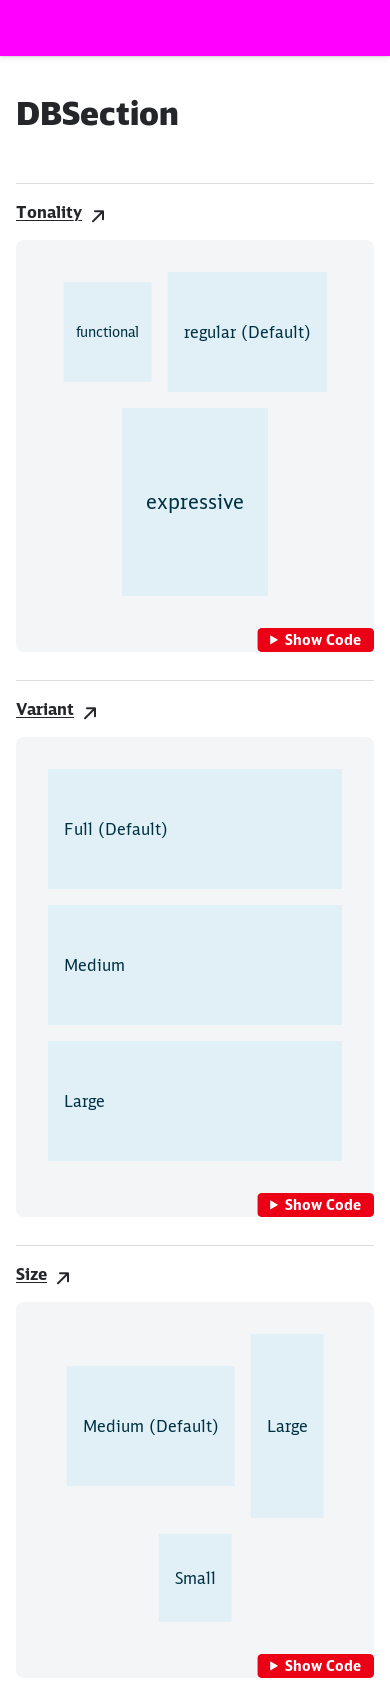 DBSection
Tonality
functional
regular (Default)
expressive
Show Code
Variant
Full (Default)
Medium
Large
Show Code
Size
Medium (Default)
Large
Small
Show Code